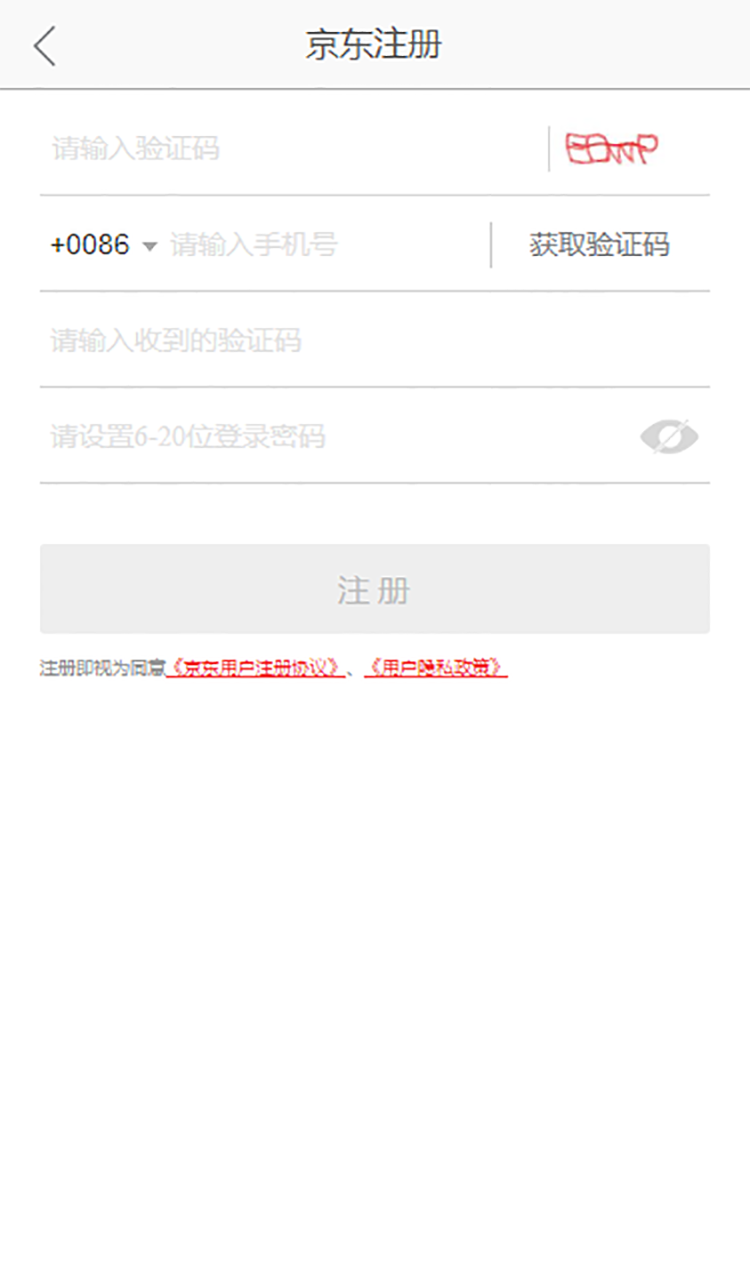 京东注册
请输入验证码
+0086 请输入手机号 获取验证码
请输入收到的验证码
请设置6-20位登录密码
注 册
注册即视为同意《京东用户注册协议》、《用户隐私政策》